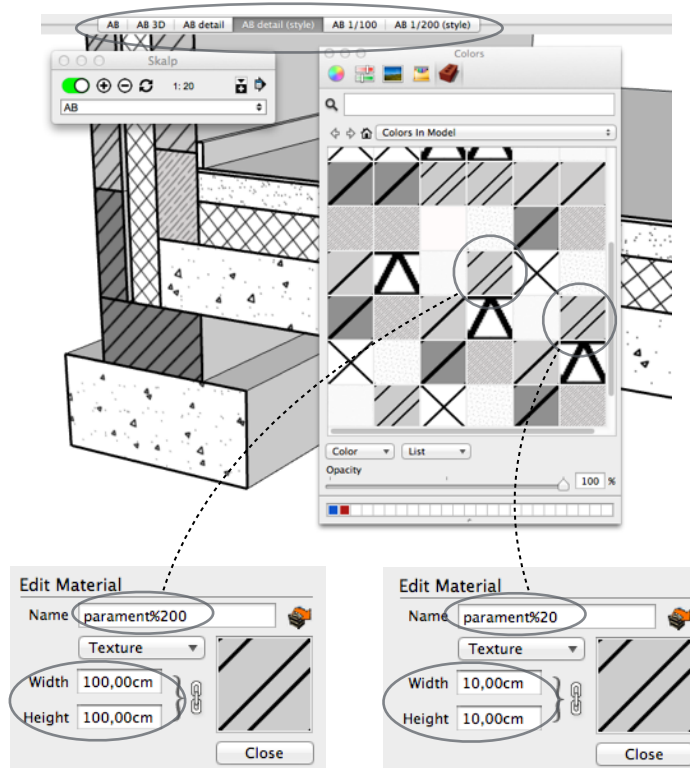 AB AB 3D AB detail AB detail (style) AB 1/100 AB 1/200 (style)
Skalp
1: 20
AB
Colors
Colors In Model
Color List
Opacity
100 %
Edit Material
Name parament%200
Texture
Width 100,00cm
Height 100,00cm
Close
Edit Material
Name parament%20
Texture
Width 10,00cm
Height 10,00cm
Close